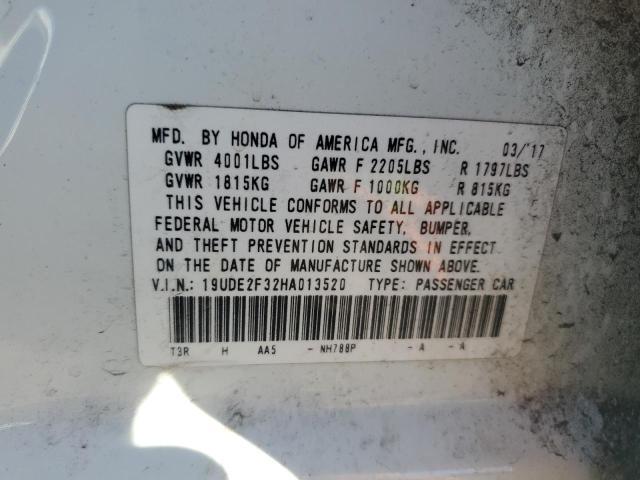 MFD. BY HONDA OF AMERICA MFG., INC. 03/'17
GVWR 4001LBS GAWR F 2205LBS R 1797LBS
GVWR 1815KG GAWR F 1000KG R 815KG
THIS VEHICLE CONFORMS TO ALL APPLICABLE
FEDERAL MOTOR VEHICLE SAFETY, BUMPER,
AND THEFT PREVENTION STANDARDS IN EFFECT
ON THE DATE OF MANUFACTURE SHOWN ABOVE.
V.I.N.: 19UDE2F32HA013520 TYPE: PASSENGER CAR
T3R H AA5 - NH788P - A - A